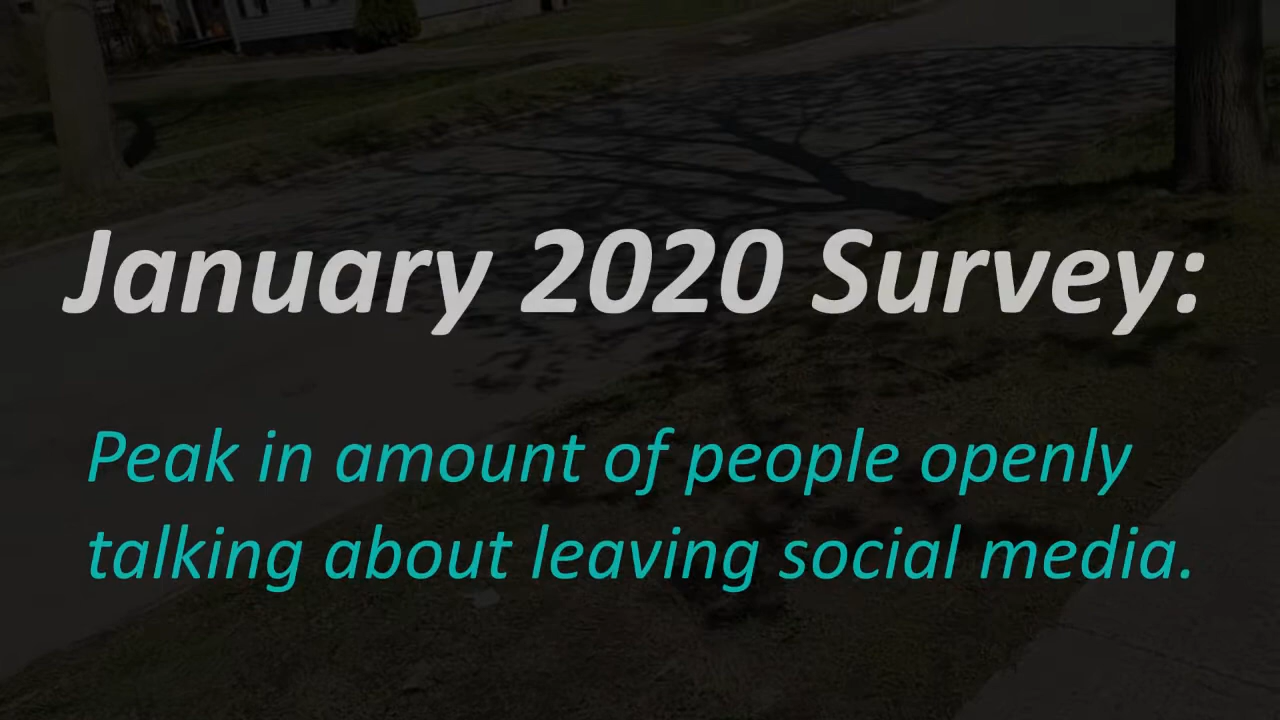 January 2020 Survey:
Peak in amount of people openly
talking about leaving social media.